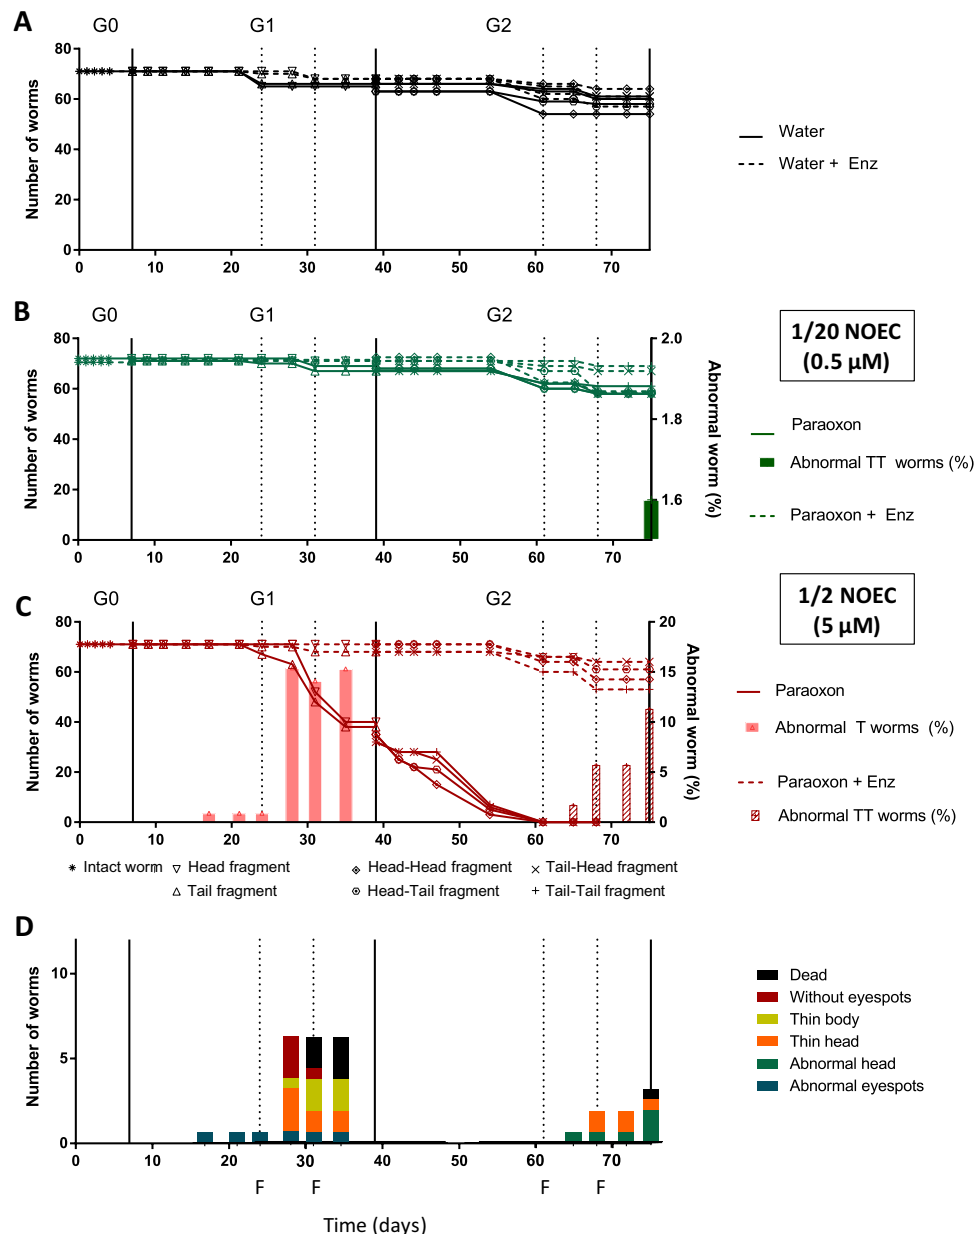 A
G0 G1 G2
Number of worms
80
60
40
20
0
0 10 20 30 40 50 60 70
Water
Water + Enz
B
G0 G1 G2
Number of worms
80
60
40
20
0
0 10 20 30 40 50 60 70
2.0
1.8
1.6
Abnormal worm (%)
1/20 NOEC
(0.5 µM)
Paraoxon
Abnormal TT worms (%)
Paraoxon + Enz
C
G0 G1 G2
Number of worms
80
60
40
20
0
0 10 20 30 40 50 60 70
20
15
10
5
0
Abnormal worm (%)
1/2 NOEC
(5 µM)
Paraoxon
Abnormal T worms (%)
Paraoxon + Enz
Abnormal TT worms (%)
Intact worm Head fragment Head-Head fragment Tail-Head fragment
Tail fragment Head-Tail fragment Tail-Tail fragment
D
Number of worms
10
5
0
0 10 20 30 40 50 60 70
F F F F
Time (days)
Dead
Without eyespots
Thin body
Thin head
Abnormal head
Abnormal eyespots